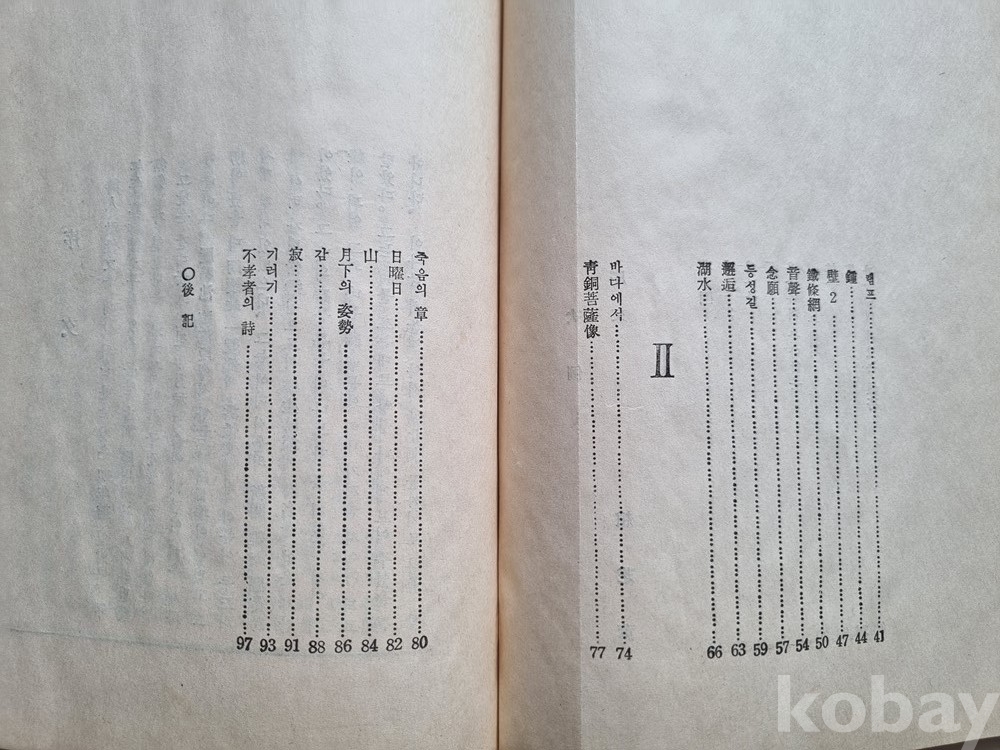 램프 41
鐘 44
壁 2 47
鐵條網 50
音聲 54
念願 57
등성길 59
邂逅 63
湖水 66
Ⅱ
바다에서 74
靑銅菩薩像 77
죽음의 章 80
日曜日 82
山 84
月下의 姿勢 86
감 88
寂 91
기러기 93
不孝者의 詩 97
○後記
kobay